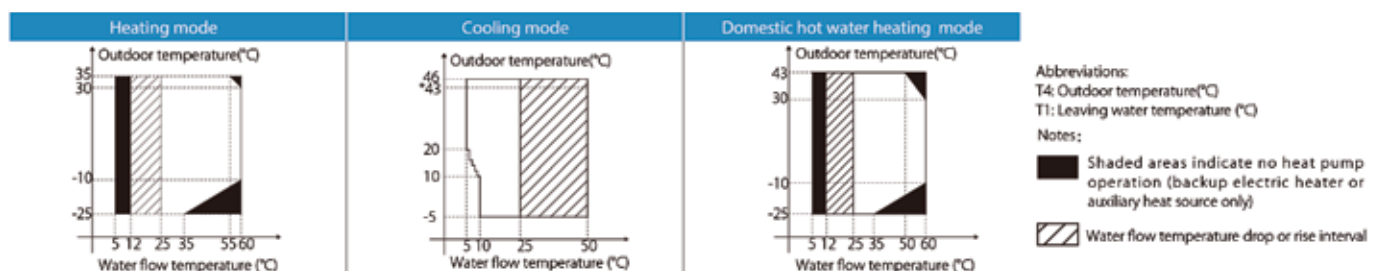 Heating mode
Cooling mode
Domestic hot water heating mode
Outdoor temperature(°C)
35
30
-10
-25
5 12 25 35 55 60
Water flow temperature (°C)
Outdoor temperature(°C)
46
*43
20
10
-5
5 10 25 50
Water flow temperature (°C)
Outdoor temperature(°C)
43
30
-10
-25
5 12 25 35 50 60
Water flow temperature (°C)
Abbreviations:
T4: Outdoor temperature(°C)
T1: Leaving water temperature (°C)
Notes:
Shaded areas indicate no heat pump
operation (backup electric heater or
auxiliary heat source only)
Water flow temperature drop or rise interval